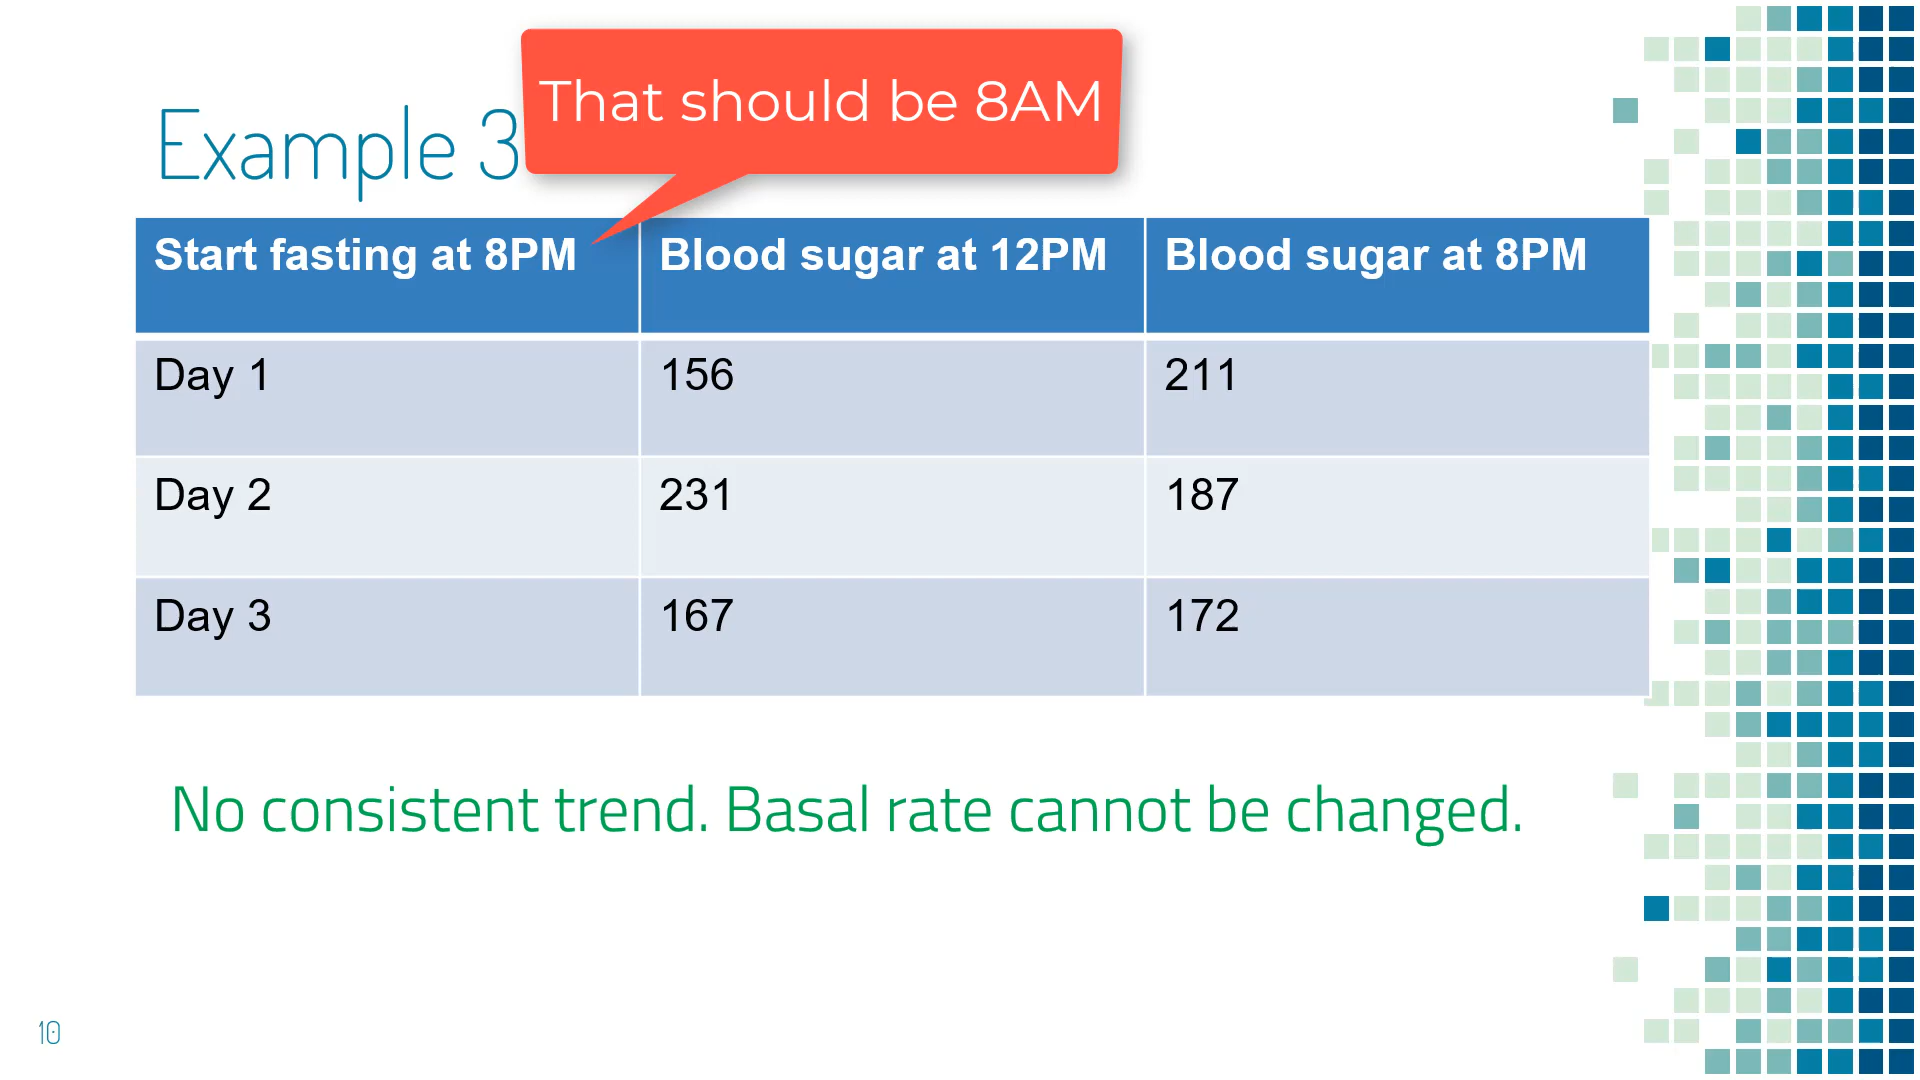 That should be 8AM
Example 3
Start fasting at 8PM Blood sugar at 12PM Blood sugar at 8PM
Day 1 156 211
Day 2 231 187
Day 3 167 172
No consistent trend. Basal rate cannot be changed.
10